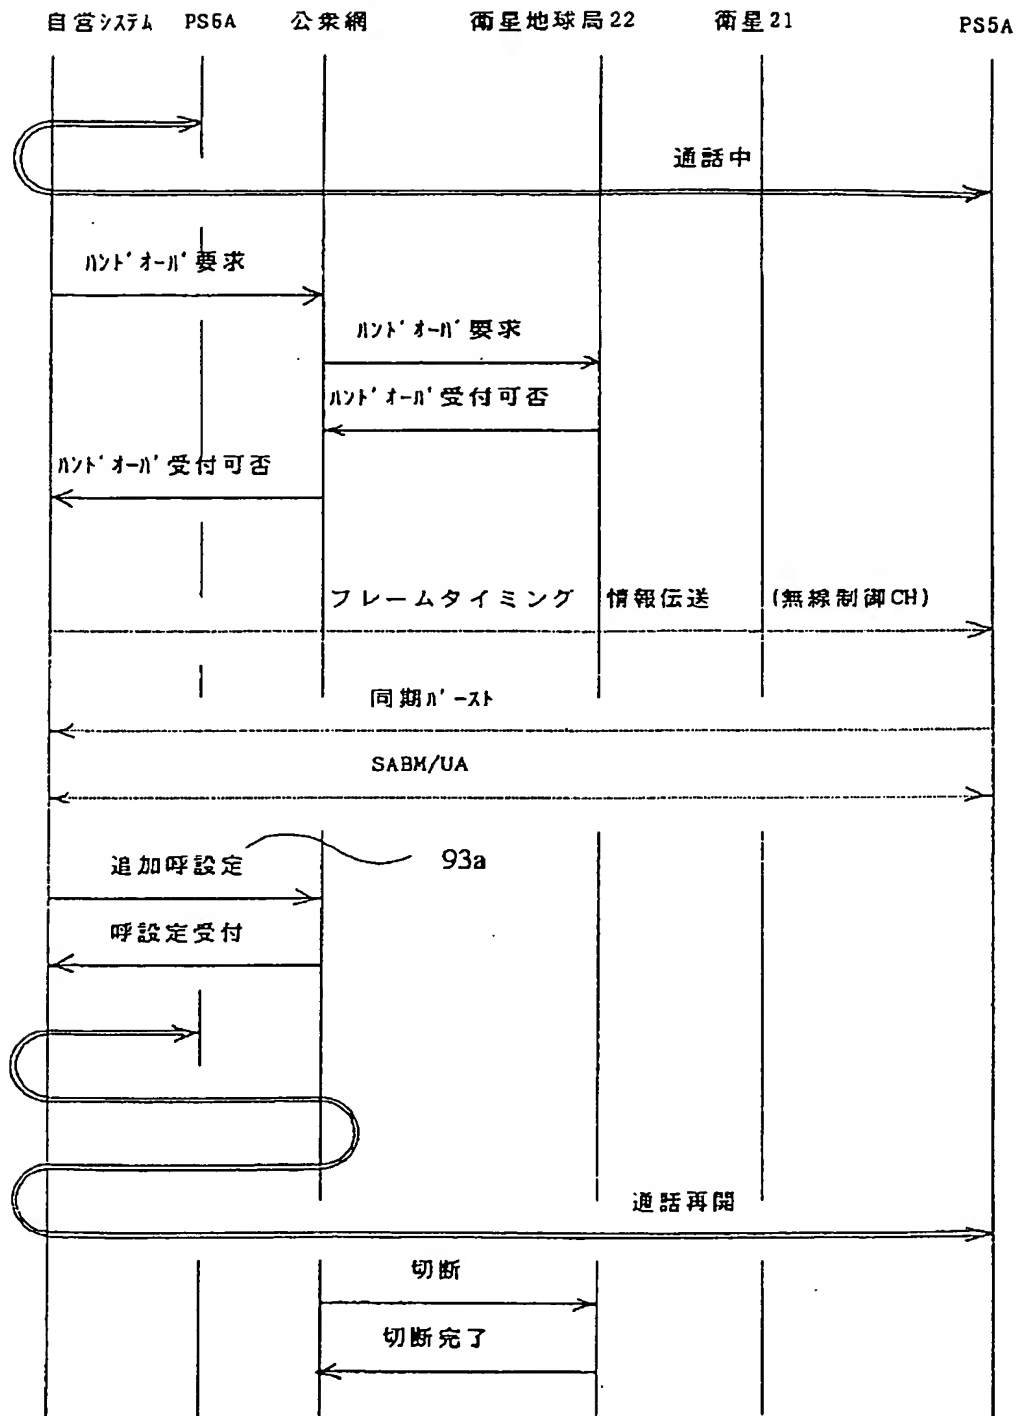 自営システム PS6A 公衆網 衛星地球局22 衛星21 PS5A
通話中
ハンドオーバ要求
ハンドオーバ要求
ハンドオーバ受付可否
ハンドオーバ受付可否
フレームタイミング 情報伝送 (無線制御CH)
同期バースト
SABM/UA
追加呼設定 93a
呼設定受付
通話再開
切断
切断完了